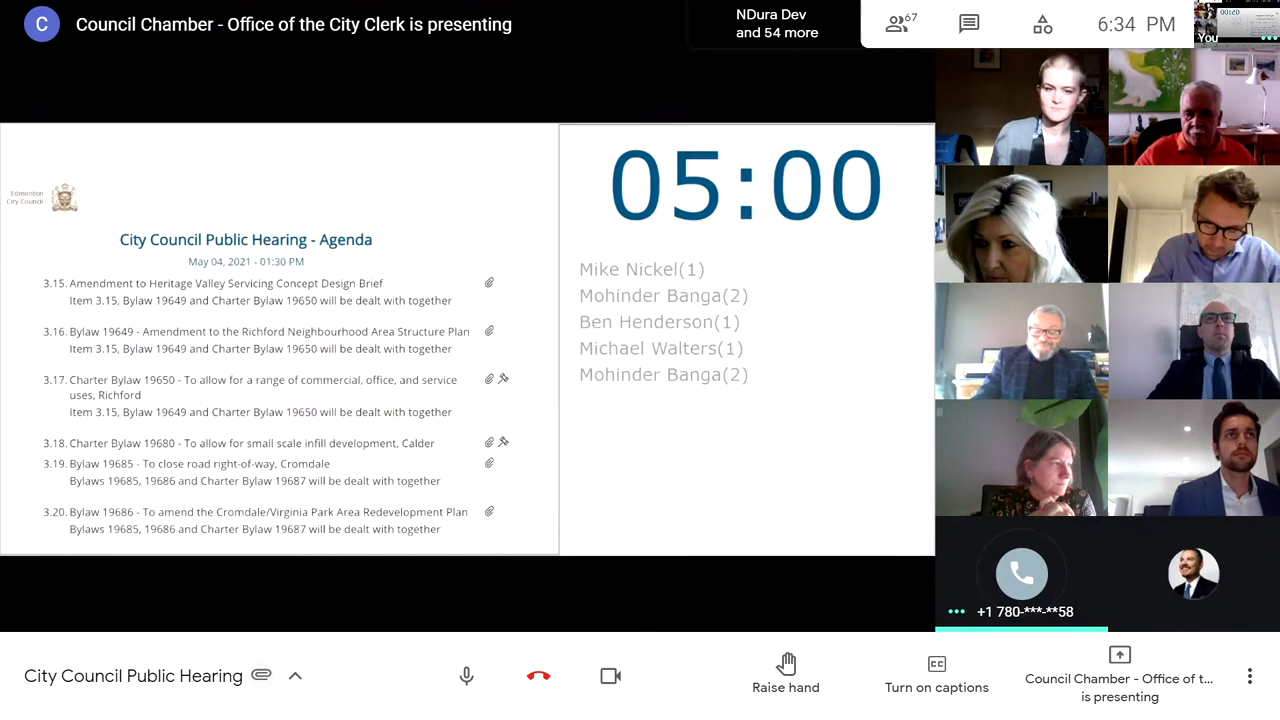 C
Council Chamber - Office of the City Clerk is presenting
NDura Dev
and 54 more
67
6:34 PM
You
Edmonton
City Council
City Council Public Hearing - Agenda
May 04, 2021 - 01:30 PM
3.15. Amendment to Heritage Valley Servicing Concept Design Brief
Item 3.15, Bylaw 19649 and Charter Bylaw 19650 will be dealt with together
3.16. Bylaw 19649 - Amendment to the Richford Neighbourhood Area Structure Plan
Item 3.15, Bylaw 19649 and Charter Bylaw 19650 will be dealt with together
3.17. Charter Bylaw 19650 - To allow for a range of commercial, office, and service
uses, Richford
Item 3.15, Bylaw 19649 and Charter Bylaw 19650 will be dealt with together
3.18. Charter Bylaw 19680 - To allow for small scale infill development, Calder
3.19. Bylaw 19685 - To close road right-of-way, Cromdale
Bylaws 19685, 19686 and Charter Bylaw 19687 will be dealt with together
3.20. Bylaw 19686 - To amend the Cromdale/Virginia Park Area Redevelopment Plan
Bylaws 19685, 19686 and Charter Bylaw 19687 will be dealt with together
05:00
Mike Nickel(1)
Mohinder Banga(2)
Ben Henderson(1)
Michael Walters(1)
Mohinder Banga(2)
+1 780-***-**58
City Council Public Hearing
Raise hand
CC
Turn on captions
Council Chamber - Office of t...
is presenting